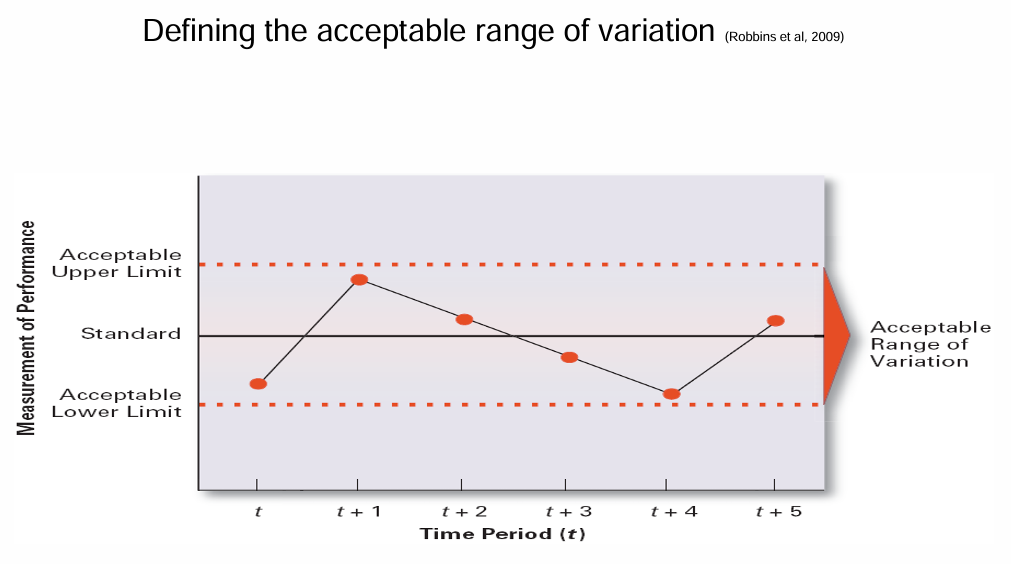 Defining the acceptable range of variation (Robbins et al, 2009)
Measurement of Performance
Acceptable
Upper Limit
Standard
Acceptable
Lower Limit
Acceptable
Range of
Variation
t
t + 1
t + 2
t + 3
t + 4
t + 5
Time Period (t)